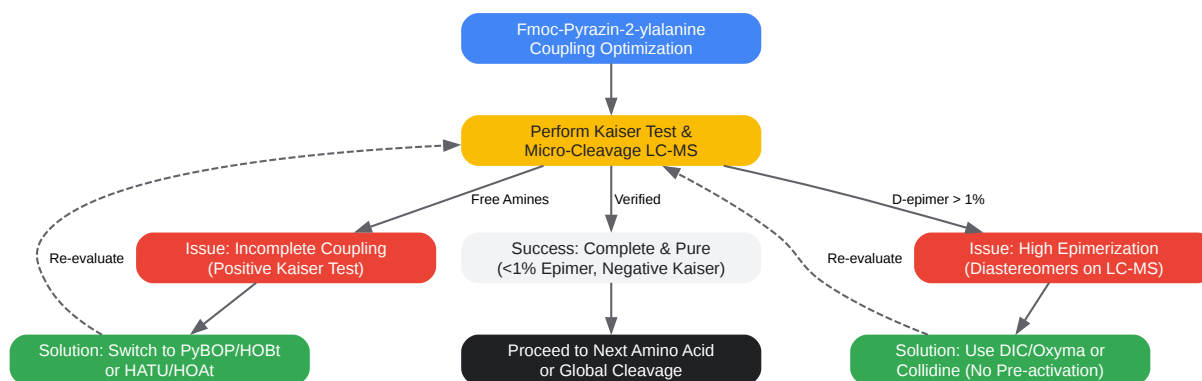 Fmoc-Pyrazin-2-ylalanine
Coupling Optimization
Perform Kaiser Test &
Micro-Cleavage LC-MS
Free Amines
Verified
D-epimer > 1%
Re-evaluate
Issue: Incomplete Coupling
(Positive Kaiser Test)
Success: Complete & Pure
(<1% Epimer, Negative Kaiser)
Re-evaluate
Issue: High Epimerization
(Diastereomers on LC-MS)
Solution: Switch to PyBOP/HOBt
or HATU/HOAt
Proceed to Next Amino Acid
or Global Cleavage
Solution: Use DIC/Oxyma or
Collidine (No Pre-activation)